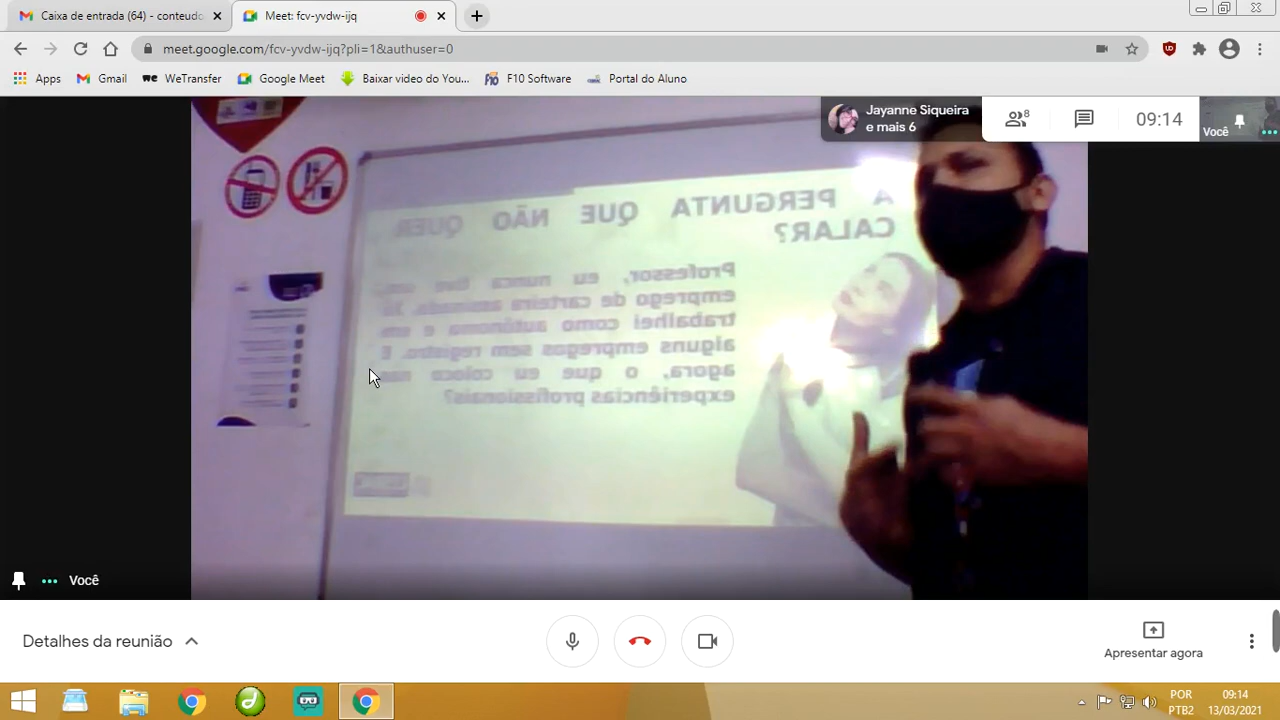 Caixa de entrada (64) - conteudo
Meet: fcv-yvdw-ijq
meet.google.com/fcv-yvdw-ijq?pli=1&authuser=0
Apps
Gmail
WeTransfer
Google Meet
Baixar video do You...
F10 Software
Portal do Aluno
Jayanne Siqueira
e mais 6
8
09:14
Você
A PERGUNTA QUE NÃO QUER
CALAR?
Professor, eu nunca tive um
emprego de carteira assinada. Já
trabalhei como autônoma e em
alguns empregos sem registro. E
agora, o que eu coloco nas
experiências profissionais?
Você
Detalhes da reunião
Apresentar agora
POR
PTB2
09:14
13/03/2021